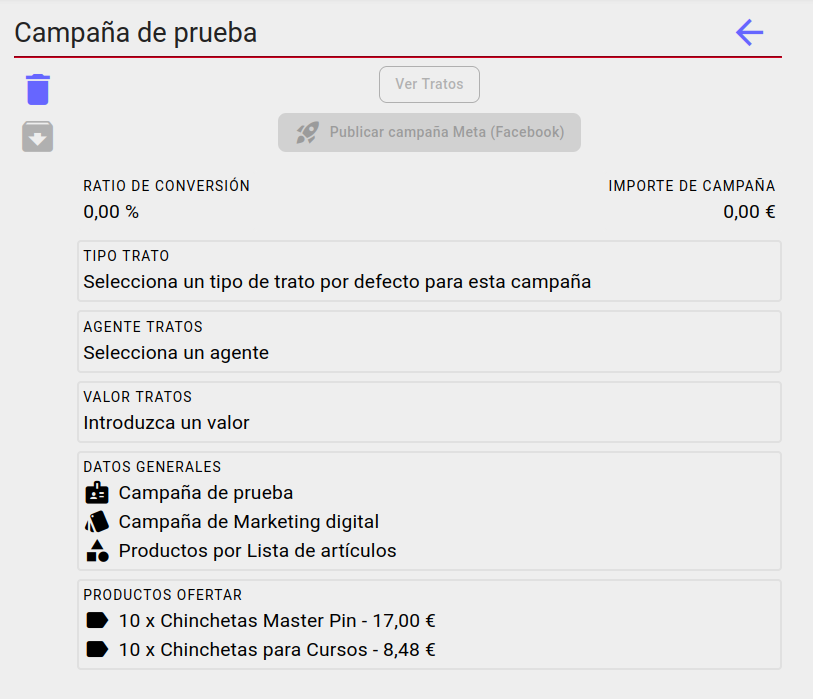 Campaña de prueba
Ver Tratos
Publicar campaña Meta (Facebook)
RATIO DE CONVERSIÓN
0,00 %
IMPORTE DE CAMPAÑA
0,00 €
TIPO TRATO
Selecciona un tipo de trato por defecto para esta campaña
AGENTE TRATOS
Selecciona un agente
VALOR TRATOS
Introduzca un valor
DATOS GENERALES
Campaña de prueba
Campaña de Marketing digital
Productos por Lista de artículos
PRODUCTOS OFERTAR
10 x Chinchetas Master Pin - 17,00 €
10 x Chinchetas para Cursos - 8,48 €